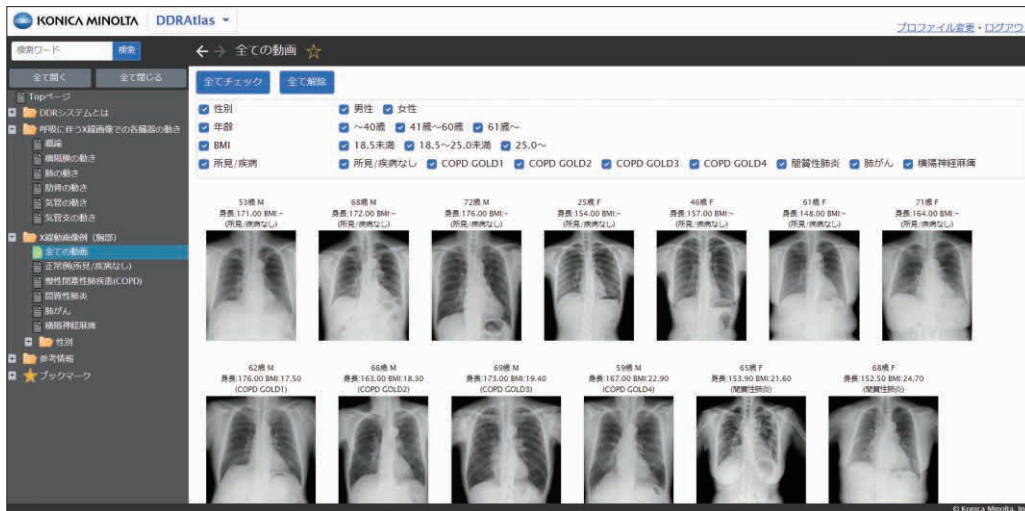 KONICA MINOLTA DDRAtlas
プロファイル変更・ログアウ
検索ワード 検索
← → 全ての動画 ☆
全て開く 全て閉じる
全てチェック 全て解除
Topページ
DDRシステムとは
呼吸に伴うX線画像での各臓器の動き
概論
横隔膜の動き
肺の動き
肋骨の動き
気管の動き
気管支の動き
X線動画像例 (胸部)
全ての動画
正常例(所見/疾病なし)
慢性閉塞性肺疾患(COPD)
間質性肺炎
肺がん
横隔神経麻痺
性別
参考情報
ブックマーク
性別 男性 女性
年齢 ～40歳 41歳～60歳 61歳～
BMI 18.5未満 18.5～25.0未満 25.0～
所見/疾病 所見/疾病なし COPD GOLD1 COPD GOLD2 COPD GOLD3 COPD GOLD4 間質性肺炎 肺がん 横隔神経麻痺
53歳 M 68歳 M 72歳 M 25歳 F 46歳 F 61歳 F 71歳 F
身長:171.00 BMI:- 身長:172.00 BMI:- 身長:176.00 BMI:- 身長:154.00 BMI:- 身長:157.00 BMI:- 身長:148.00 BMI:- 身長:164.00 BMI:-
(所見/疾病なし) (所見/疾病なし) (所見/疾病なし) (所見/疾病なし) (所見/疾病なし) (所見/疾病なし) (所見/疾病なし)
62歳 M 66歳 M 69歳 M 59歳 M 65歳 F 68歳 F
身長:176.00 BMI:17.50 身長:163.00 BMI:18.30 身長:173.00 BMI:19.40 身長:167.00 BMI:22.90 身長:153.90 BMI:21.60 身長:152.50 BMI:24.70
(COPD GOLD1) (COPD GOLD2) (COPD GOLD3) (COPD GOLD4) (間質性肺炎) (間質性肺炎)
© Konica Minolta, In